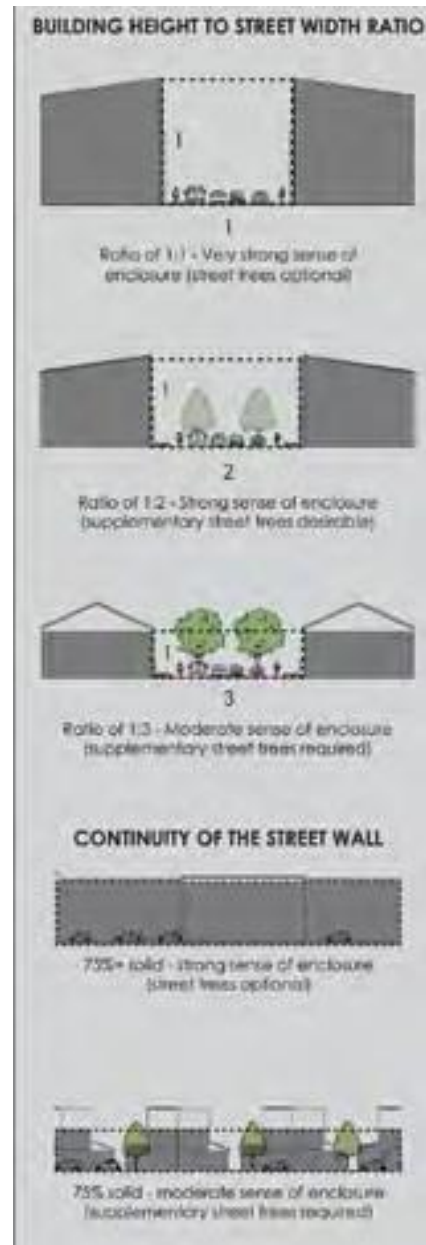 BUILDING HEIGHT TO STREET WIDTH RATIO
1
1
Ratio of 1:1 - Very strong sense of
enclosure (street trees optional)
1
2
Ratio of 1:2 - Strong sense of enclosure
(supplementary street trees desirable)
1
3
Ratio of 1:3 - Moderate sense of enclosure
(supplementary street trees required)
CONTINUITY OF THE STREET WALL
75%+ solid - strong sense of enclosure
(street trees optional)
75% solid - moderate sense of enclosure
(supplementary street trees required)